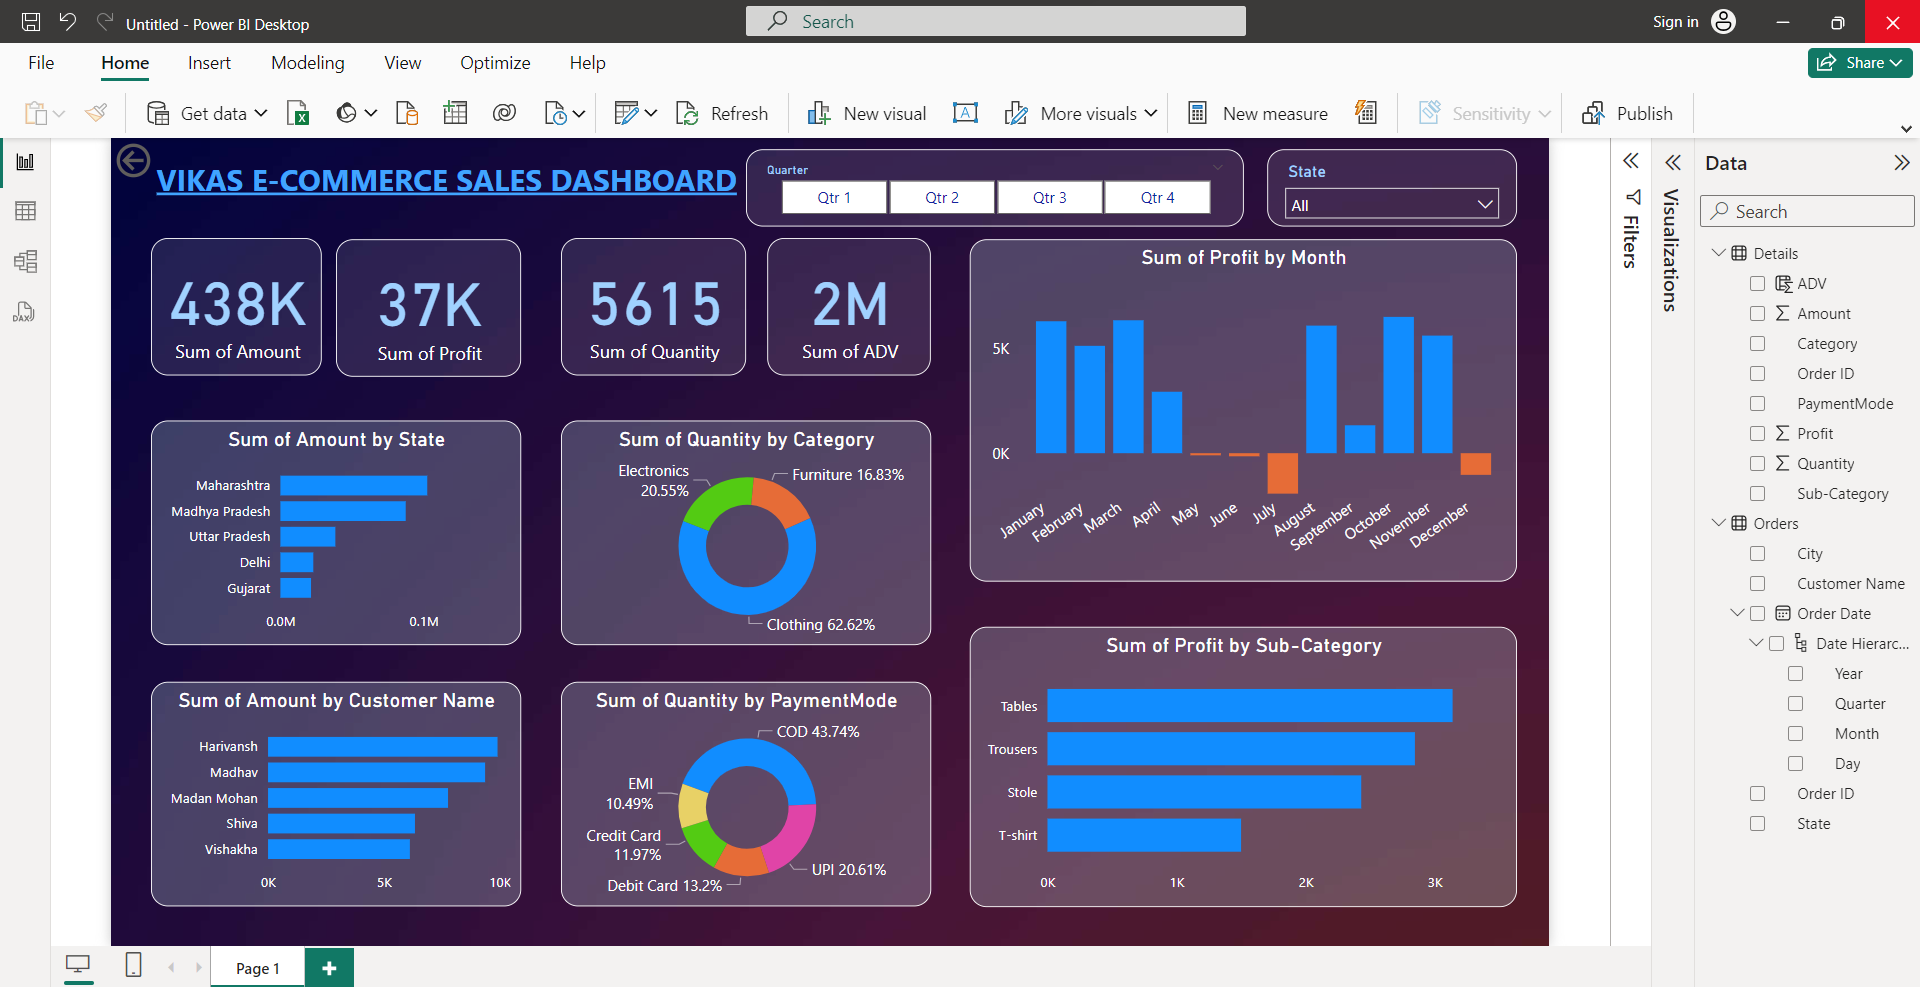 Untitled - Power BI Desktop
Search
Sign in
File
Home
Insert
Modeling
View
Optimize
Help
Share
Get data
Refresh
New visual
More visuals
New measure
Sensitivity
Publish
VIKAS E-COMMERCE SALES DASHBOARD
Quarter
Qtr 1
Qtr 2
Qtr 3
Qtr 4
State
All
438K
Sum of Amount
37K
Sum of Profit
5615
Sum of Quantity
2M
Sum of ADV
Sum of Profit by Month
5K
0K
January
February
March
April
May
June
July
August
September
October
November
December
Sum of Amount by State
Maharashtra
Madhya Pradesh
Uttar Pradesh
Delhi
Gujarat
0.0M
0.1M
Sum of Quantity by Category
Electronics
20.55%
Furniture 16.83%
Clothing 62.62%
Sum of Amount by Customer Name
Harivansh
Madhav
Madan Mohan
Shiva
Vishakha
0K
5K
10K
Sum of Quantity by PaymentMode
COD 43.74%
EMI
10.49%
Credit Card
11.97%
Debit Card 13.2%
UPI 20.61%
Sum of Profit by Sub-Category
Tables
Trousers
Stole
T-shirt
0K
1K
2K
3K
Filters
Visualizations
Data
Search
Details
ADV
Amount
Category
Order ID
PaymentMode
Profit
Quantity
Sub-Category
Orders
City
Customer Name
Order Date
Date Hierarc...
Year
Quarter
Month
Day
Order ID
State
DAX
Page 1